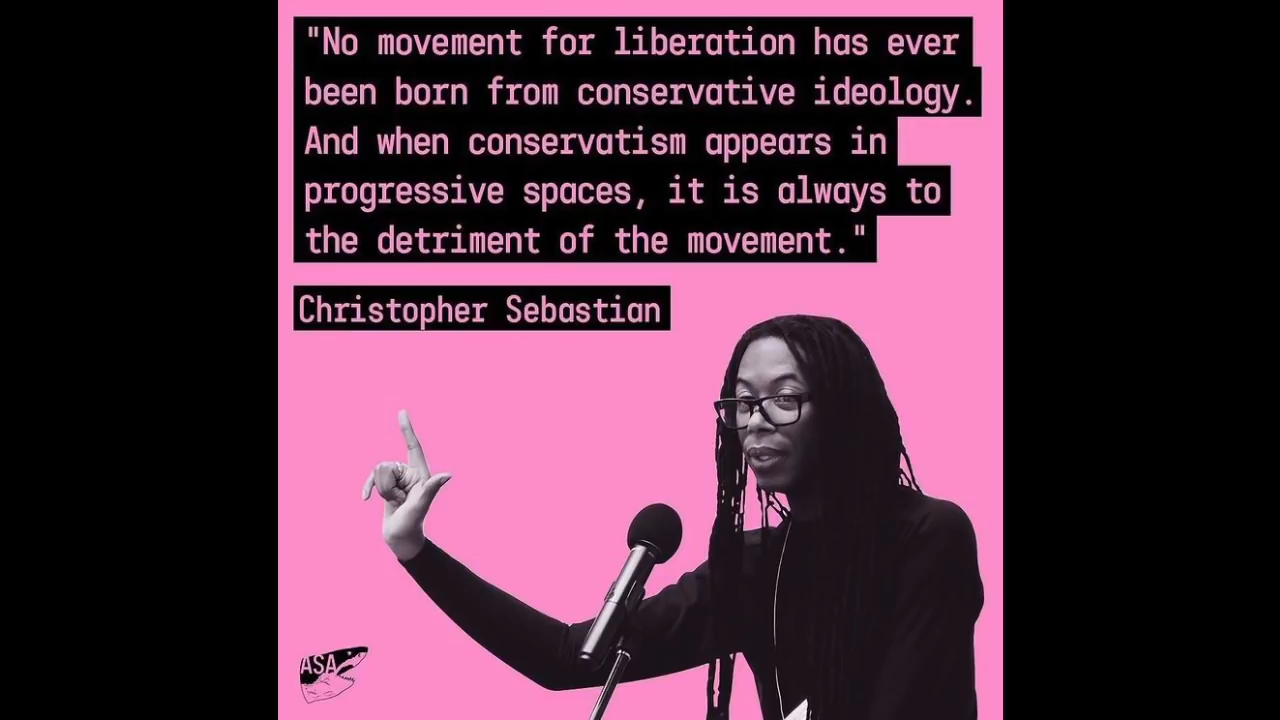 "No movement for liberation has ever
been born from conservative ideology.
And when conservatism appears in
progressive spaces, it is always to
the detriment of the movement."
Christopher Sebastian
ASA